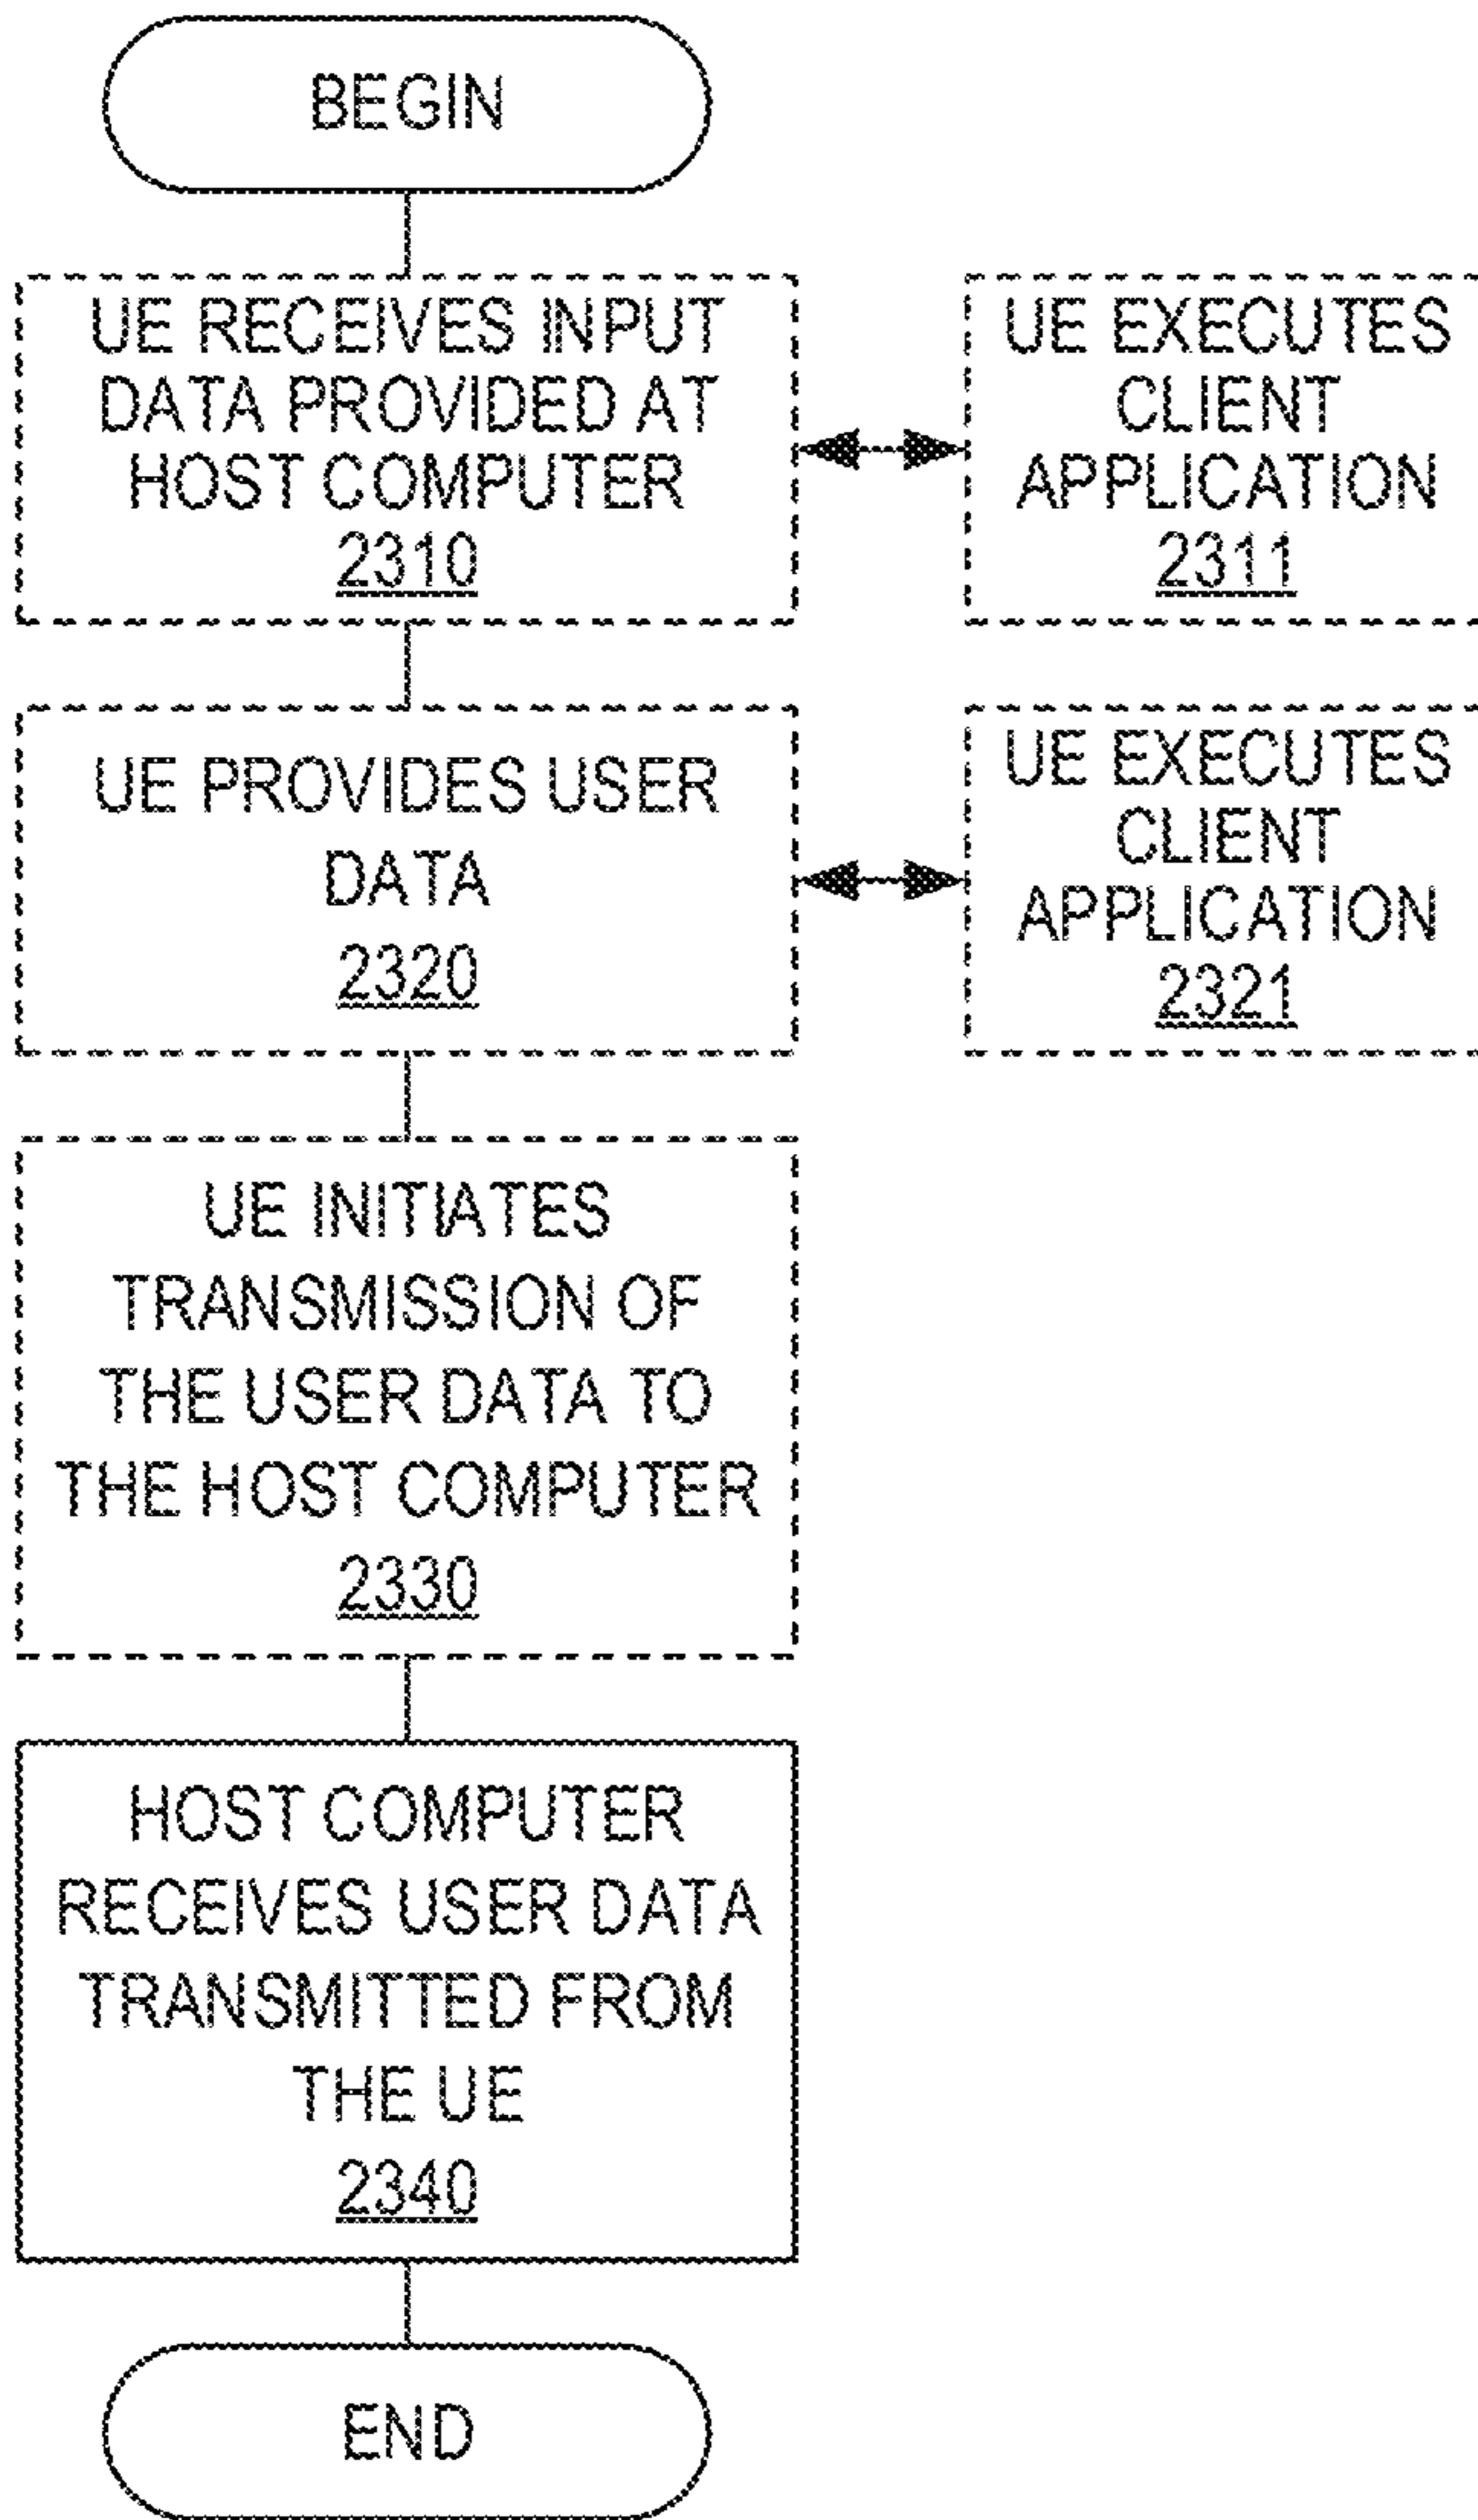 BEGIN
UE RECEIVES INPUT
DATA PROVIDED AT
HOST COMPUTER
2310
UE EXECUTES
CLIENT
APPLICATION
2311
UE PROVIDES USER
DATA
2320
UE EXECUTES
CLIENT
APPLICATION
2321
UE INITIATES
TRANSMISSION OF
THE USER DATA TO
THE HOST COMPUTER
2330
HOST COMPUTER
RECEIVES USER DATA
TRANSMITTED FROM
THE UE
2340
END